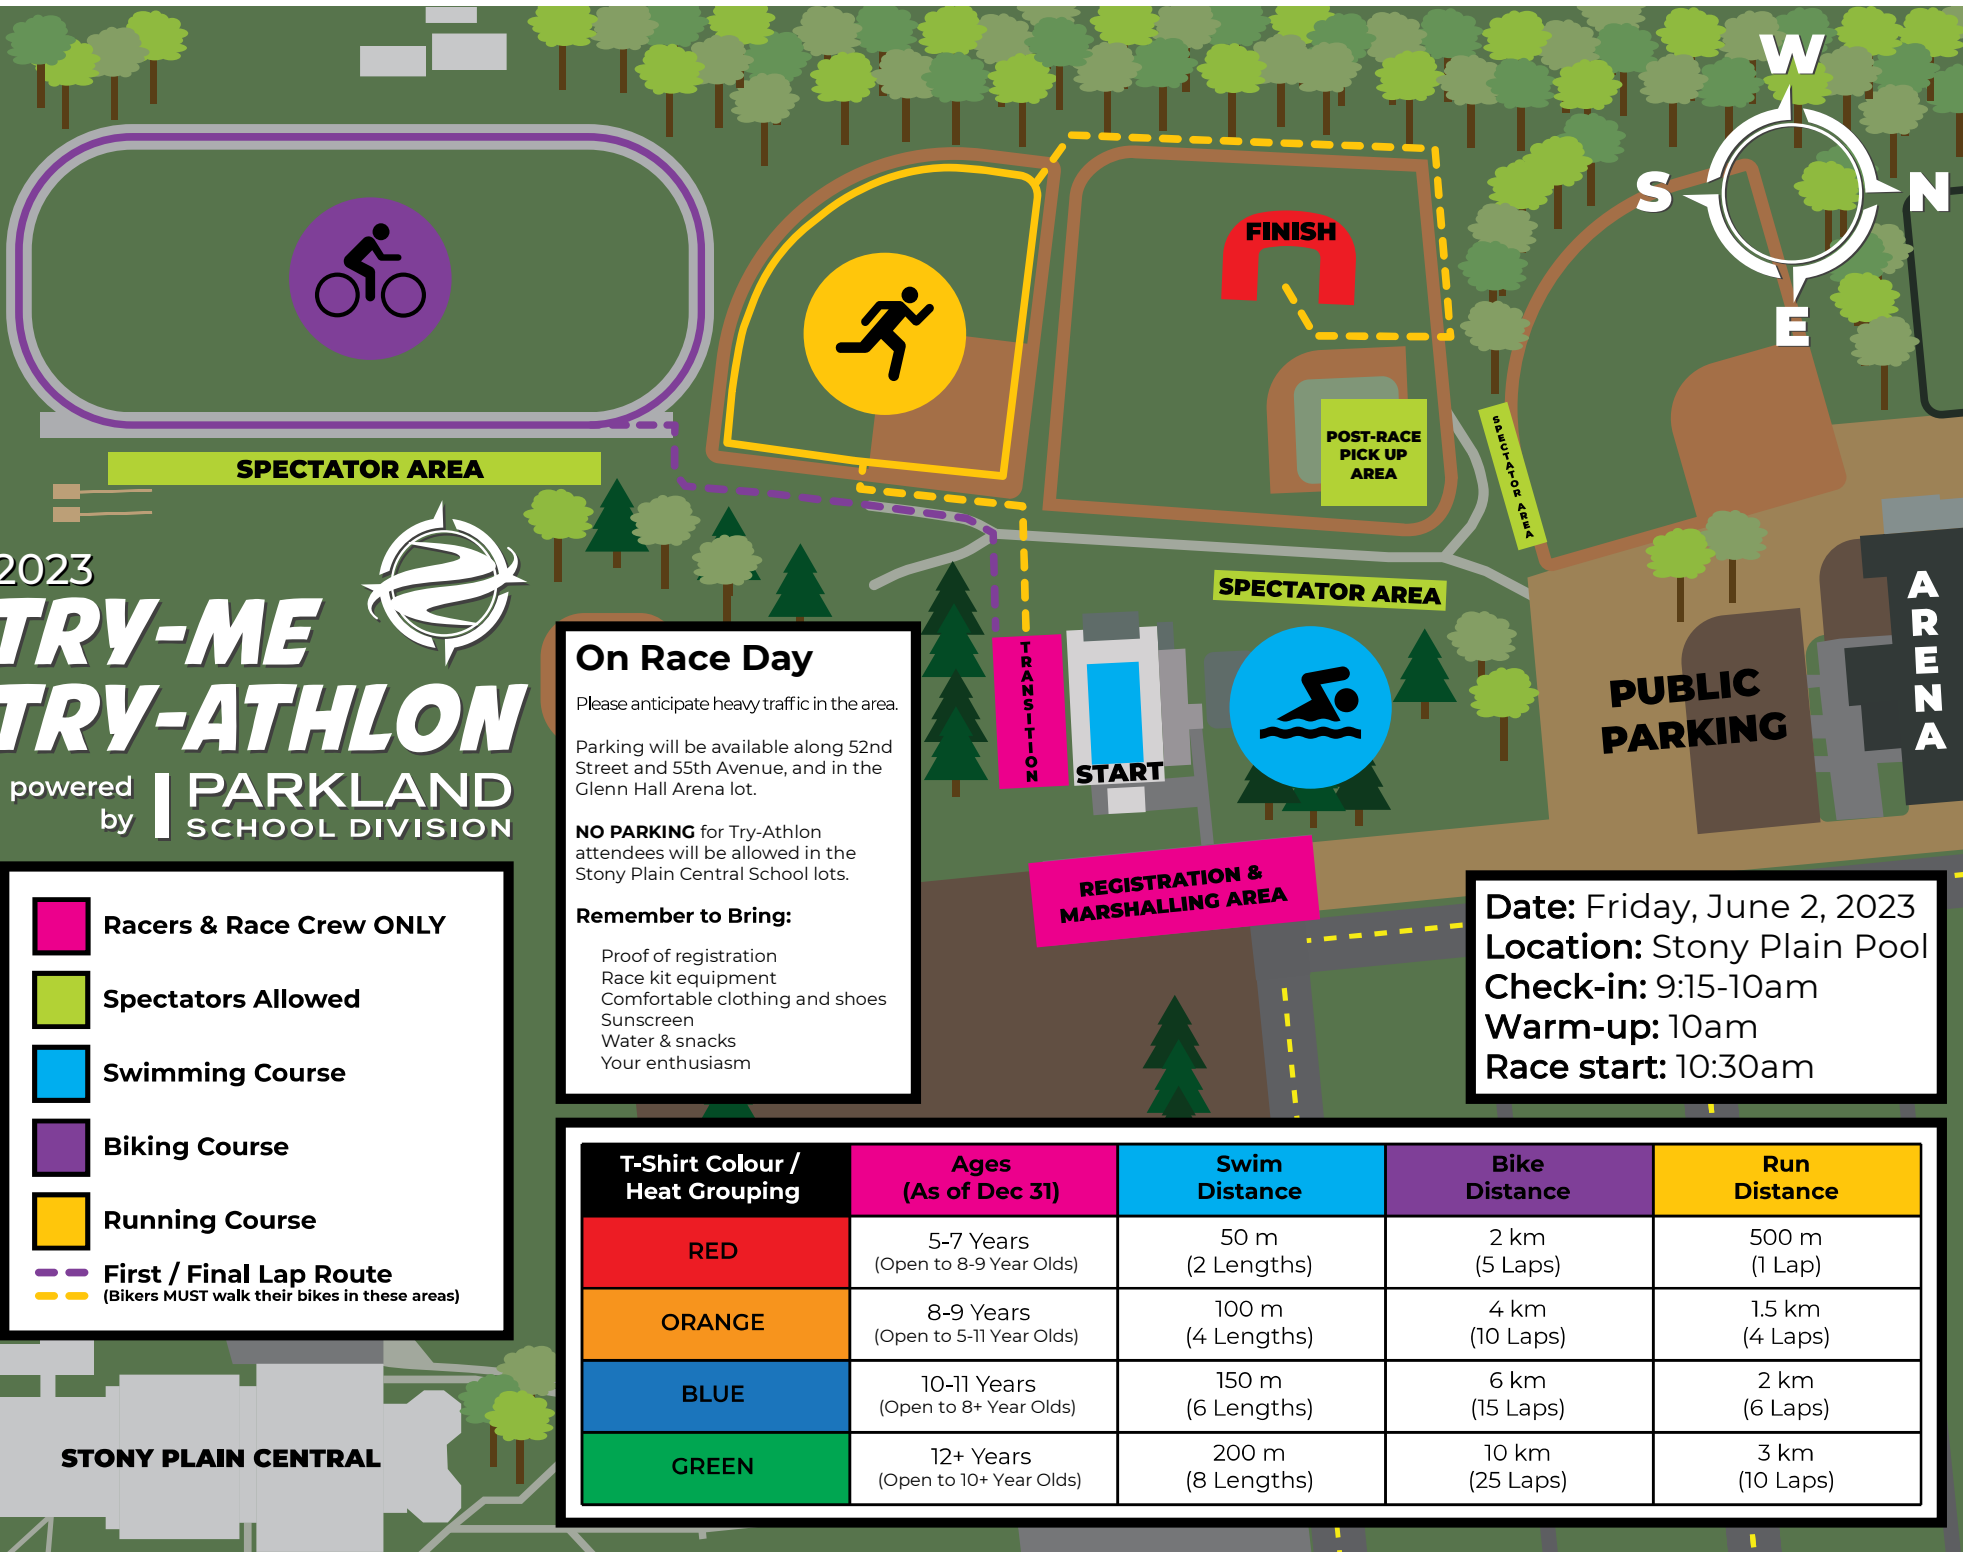 W
S
N
E
FINISH
POST-RACE
PICK UP
AREA
SPECTATOR AREA
SPECTATOR AREA
SPECTATOR AREA
2023
TRY-ME
TRY-ATHLON
powered
by
PARKLAND
SCHOOL DIVISION
TRANSITION
START
PUBLIC
PARKING
ARENA
REGISTRATION &
MARSHALLING AREA
On Race Day
Please anticipate heavy traffic in the area.
Parking will be available along 52nd
Street and 55th Avenue, and in the
Glenn Hall Arena lot.
NO PARKING for Try-Athlon
attendees will be allowed in the
Stony Plain Central School lots.
Remember to Bring:
Proof of registration
Race kit equipment
Comfortable clothing and shoes
Sunscreen
Water & snacks
Your enthusiasm
Racers & Race Crew ONLY
Spectators Allowed
Swimming Course
Biking Course
Running Course
First / Final Lap Route
(Bikers MUST walk their bikes in these areas)
Date: Friday, June 2, 2023
Location: Stony Plain Pool
Check-in: 9:15-10am
Warm-up: 10am
Race start: 10:30am
T-Shirt Colour /
Heat Grouping
Ages
(As of Dec 31)
Swim
Distance
Bike
Distance
Run
Distance
RED
5-7 Years
(Open to 8-9 Year Olds)
50 m
(2 Lengths)
2 km
(5 Laps)
500 m
(1 Lap)
ORANGE
8-9 Years
(Open to 5-11 Year Olds)
100 m
(4 Lengths)
4 km
(10 Laps)
1.5 km
(4 Laps)
BLUE
10-11 Years
(Open to 8+ Year Olds)
150 m
(6 Lengths)
6 km
(15 Laps)
2 km
(6 Laps)
GREEN
12+ Years
(Open to 10+ Year Olds)
200 m
(8 Lengths)
10 km
(25 Laps)
3 km
(10 Laps)
STONY PLAIN CENTRAL